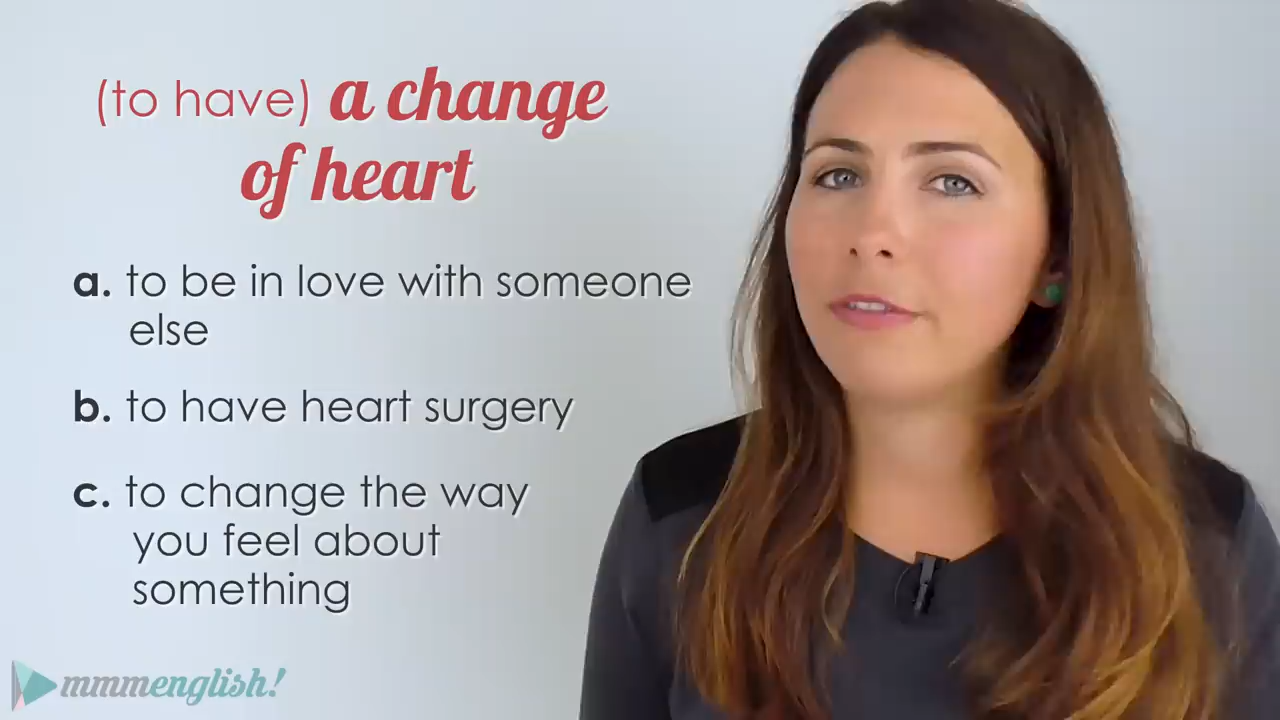 (to have) a change
of heart
a. to be in love with someone
else
b. to have heart surgery
c. to change the way
you feel about
something
mmmenglish!